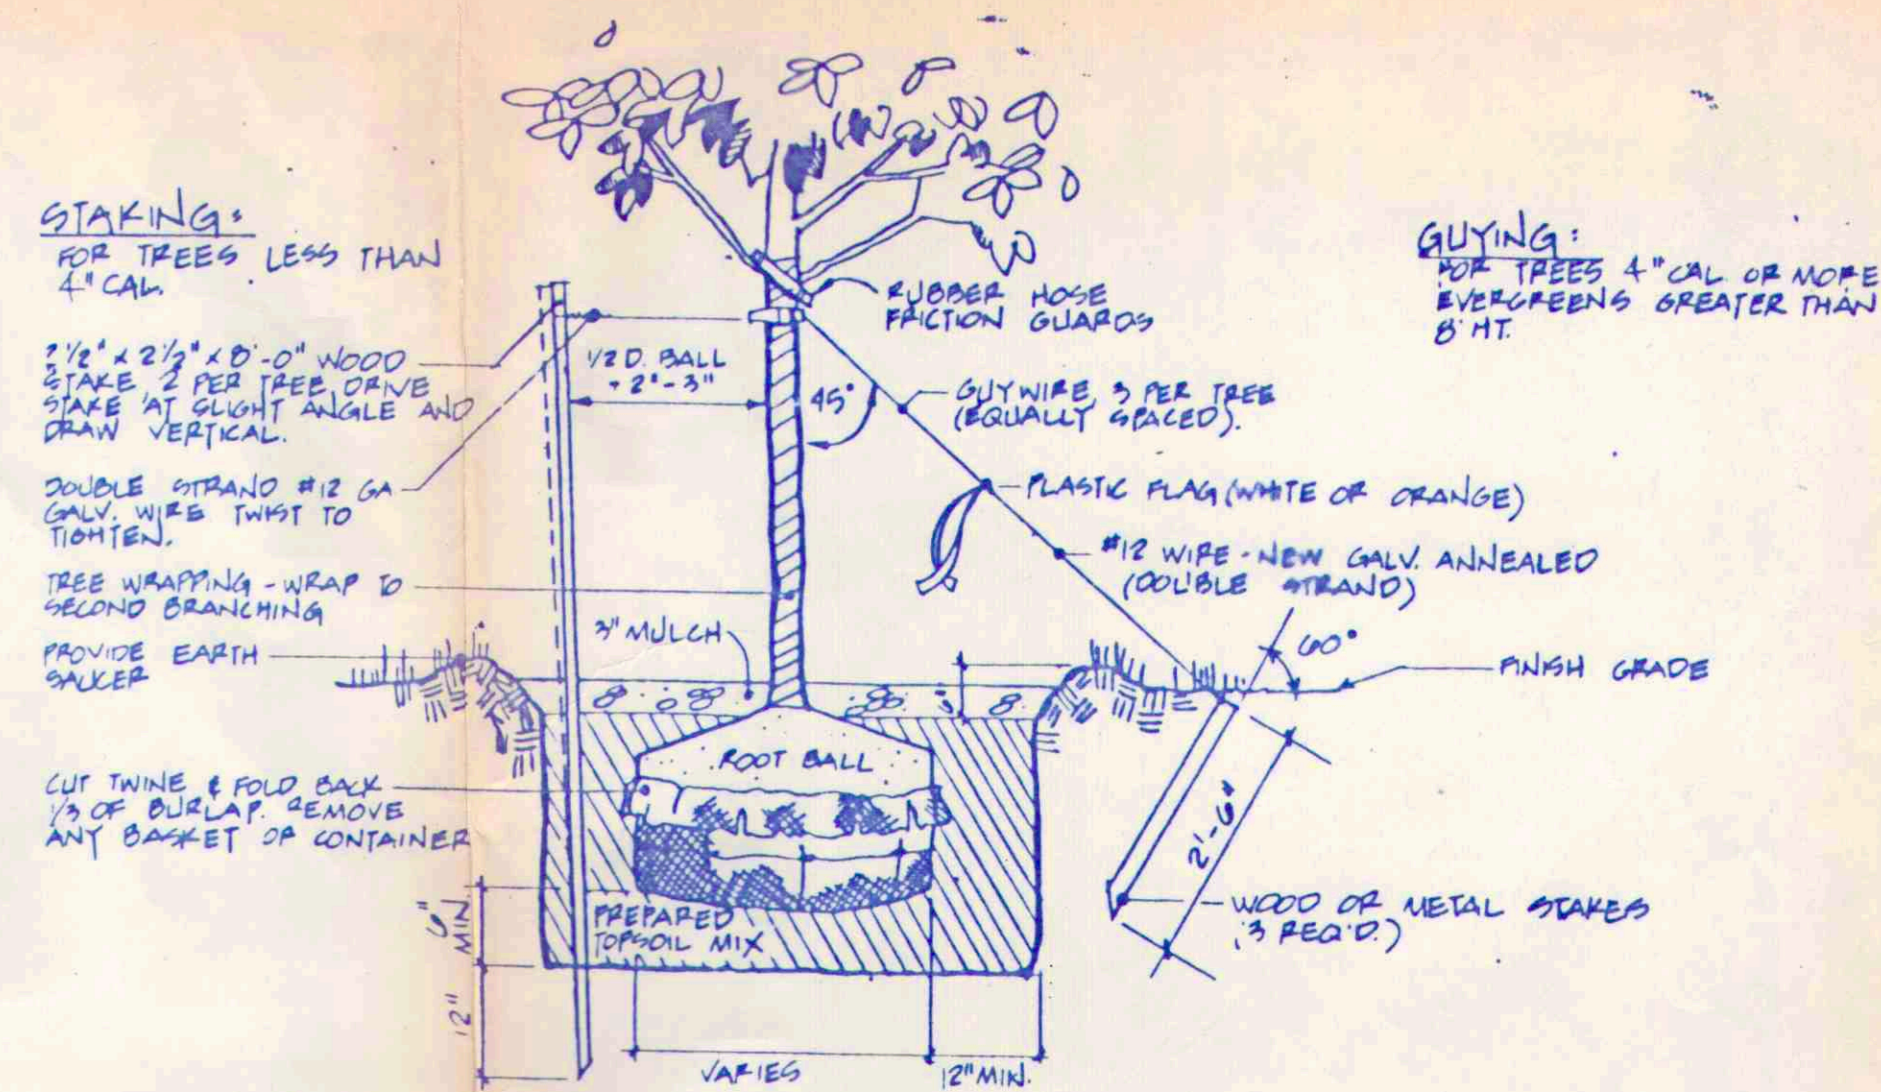 STAKING:
FOR TREES LESS THAN
4" CAL.
2 1/2" x 2 1/2" x 8'-0" WOOD
STAKE, 2 PER TREE, DRIVE
STAKE AT SLIGHT ANGLE AND
DRAW VERTICAL.
DOUBLE STRAND #12 GA
GALV. WIRE TWIST TO
TIGHTEN.
TREE WRAPPING - WRAP TO
SECOND BRANCHING
PROVIDE EARTH
SAUCER
CUT TWINE & FOLD BACK
1/3 OF BURLAP. REMOVE
ANY BASKET OR CONTAINER
6"
MIN
12"
1/2 D. BALL
+ 2"-3"
3" MULCH
ROOT BALL
PREPARED
TOPSOIL MIX
VARIES
12" MIN.
RUBBER HOSE
FRICTION GUARDS
45°
GUYWIRE, 3 PER TREE
(EQUALLY SPACED).
PLASTIC FLAG (WHITE OR ORANGE)
#12 WIRE - NEW GALV. ANNEALED
(DOUBLE STRAND)
60°
FINISH GRADE
2'-6"
WOOD OR METAL STAKES
(3 REQ'D.)
GUYING:
FOR TREES 4" CAL. OR MORE
EVERGREENS GREATER THAN
8' HT.